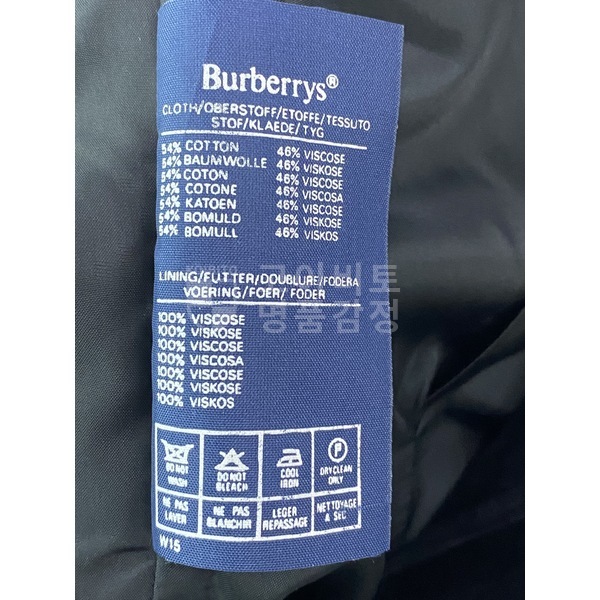 Burberrys®
CLOTH/OBERSTOFF/ETOFFE/TESSUTO
STOF/KLAEDE/TYG
54% COTTON 46% VISCOSE
54% BAUMWOLLE 46% VISKOSE
54% COTON 46% VISCOSE
54% COTONE 46% VISCOSA
54% KATOEN 46% VISCOSE
54% BOMULD 46% VISKOSE
54% BOMULL 46% VISKOS
LINING/FUTTER/DOUBLURE/FODERA
VOERING/FOER/ FODER
100% VISCOSE
100% VISKOSE
100% VISCOSE
100% VISCOSA
100% VISCOSE
100% VISKOSE
100% VISKOS
DO NOT WASH
DO NOT BLEACH
COOL IRON
P
DRYCLEAN ONLY
NE PAS LAVER
NE PAS BLANCHIR
LEGER REPASSAGE
NETTOYAGE A SEC
W15
명품감정